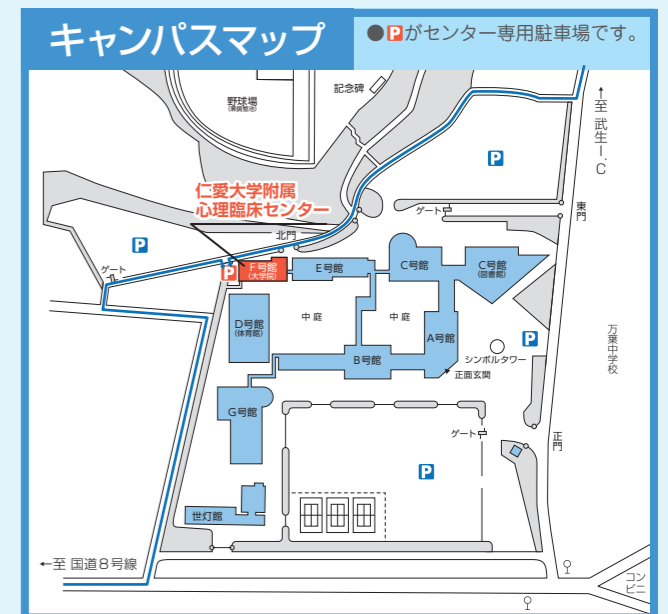 キャンパスマップ
●Pがセンター専用駐車場です。
記念碑
野球場
↑至 武生I.C
P
仁愛大学附属
心理臨床センター
ゲート
東門
北門
P
ゲート
P
F号館
(大学院)
E号館
C号館
C号館
(図書館)
D号館
(体育館)
中庭
中庭
A号館
P
万葉中学校
シンボルタワー
B号館
正面玄関
G号館
ゲート
正門
P
世灯館
←至 国道8号線
コンビニ